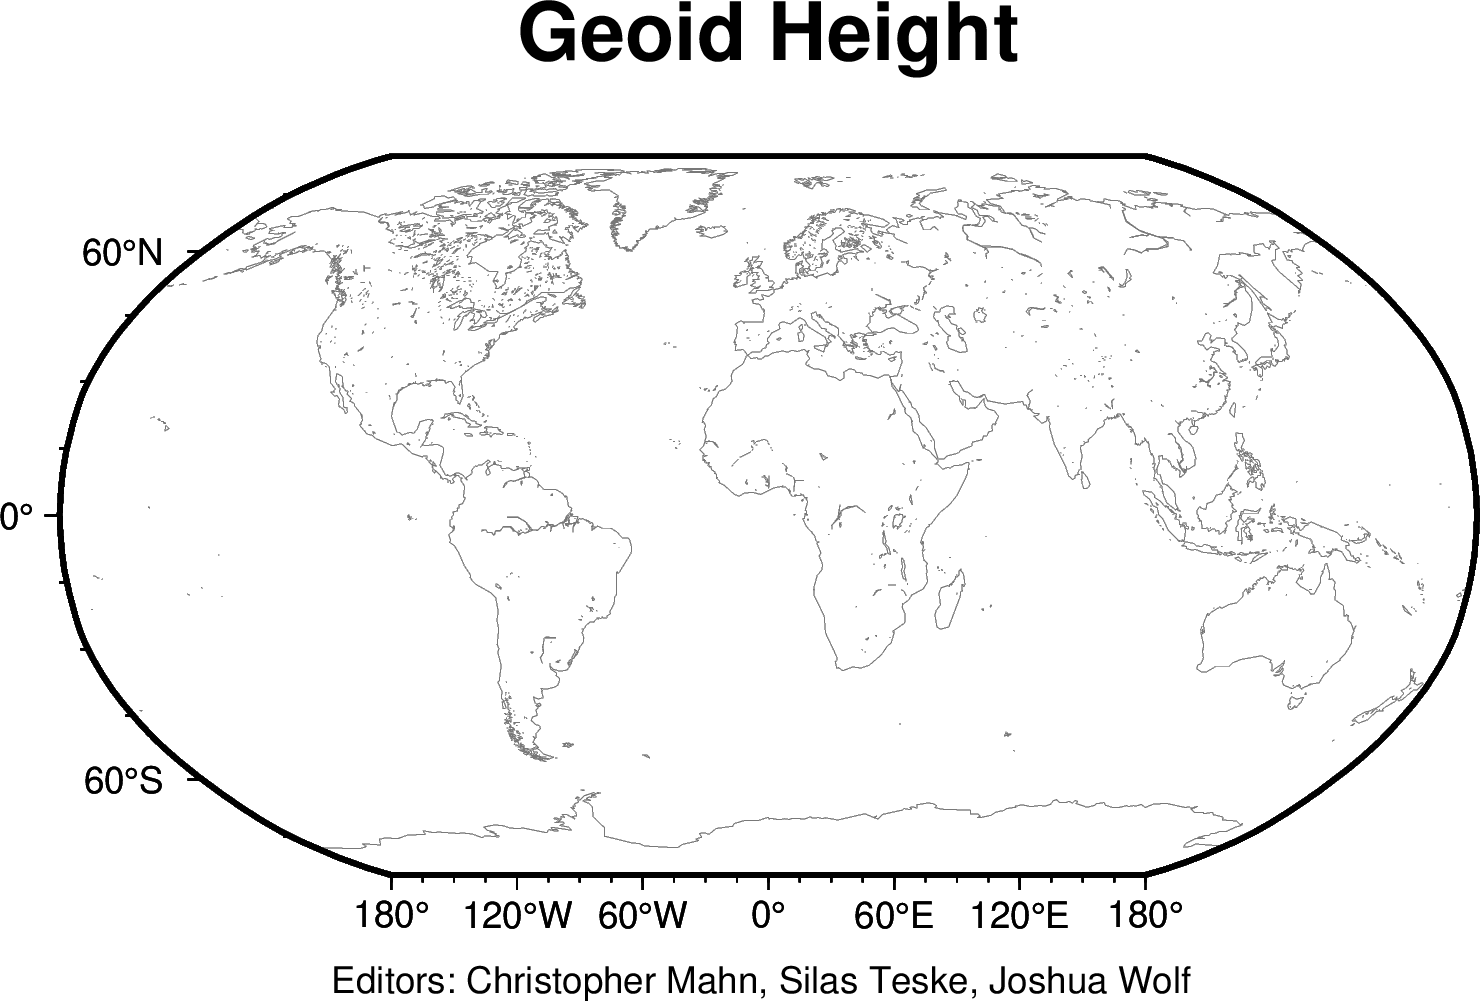 Geoid Height
60°N
0°
60°S
180° 120°W 60°W 0° 60°E 120°E 180°
Editors: Christopher Mahn, Silas Teske, Joshua Wolf